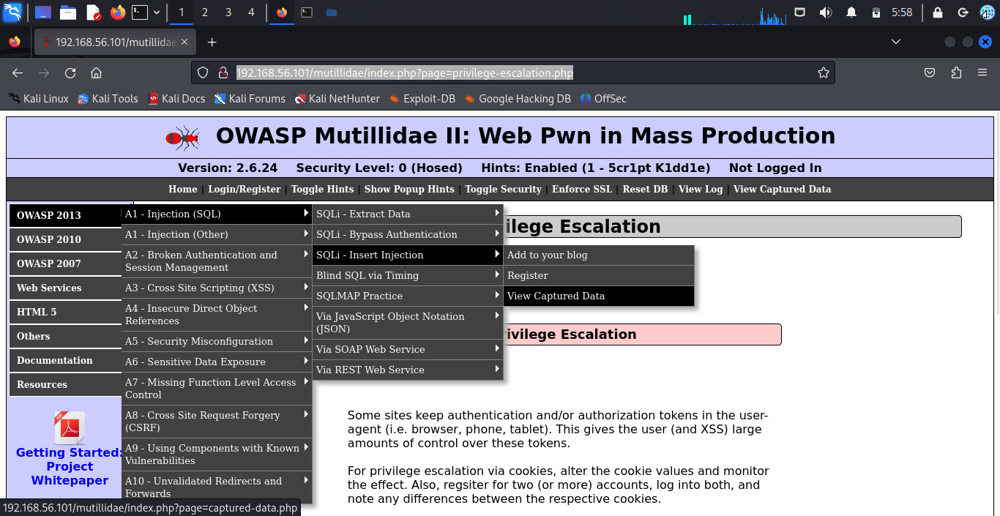 1 2 3 4
5:58
192.168.56.101/mutillidae
192.168.56.101/mutillidae/index.php?page=privilege-escalation.php
Kali Linux Kali Tools Kali Docs Kali Forums Kali NetHunter Exploit-DB Google Hacking DB OffSec
OWASP Mutillidae II: Web Pwn in Mass Production
Version: 2.6.24 Security Level: 0 (Hosed) Hints: Enabled (1 - 5cr1pt K1dd1e) Not Logged In
Home | Login/Register | Toggle Hints | Show Popup Hints | Toggle Security | Enforce SSL | Reset DB | View Log | View Captured Data
OWASP 2013
OWASP 2010
OWASP 2007
Web Services
HTML 5
Others
Documentation
Resources
PDF
Getting Started:
Project
Whitepaper
A1 - Injection (SQL)
A1 - Injection (Other)
A2 - Broken Authentication and
Session Management
A3 - Cross Site Scripting (XSS)
A4 - Insecure Direct Object
References
A5 - Security Misconfiguration
A6 - Sensitive Data Exposure
A7 - Missing Function Level Access
Control
A8 - Cross Site Request Forgery
(CSRF)
A9 - Using Components with Known
Vulnerabilities
A10 - Unvalidated Redirects and
Forwards
SQLi - Extract Data
SQLi - Bypass Authentication
SQLi - Insert Injection
Blind SQL via Timing
SQLMAP Practice
Via JavaScript Object Notation
(JSON)
Via SOAP Web Service
Via REST Web Service
Add to your blog
Register
View Captured Data
ilege Escalation
ivilege Escalation
Some sites keep authentication and/or authorization tokens in the user-
agent (i.e. browser, phone, tablet). This gives the user (and XSS) large
amounts of control over these tokens.
For privilege escalation via cookies, alter the cookie values and monitor
the effect. Also, regsiter for two (or more) accounts, log into both, and
note any differences between the respective cookies.
192.168.56.101/mutillidae/index.php?page=captured-data.php